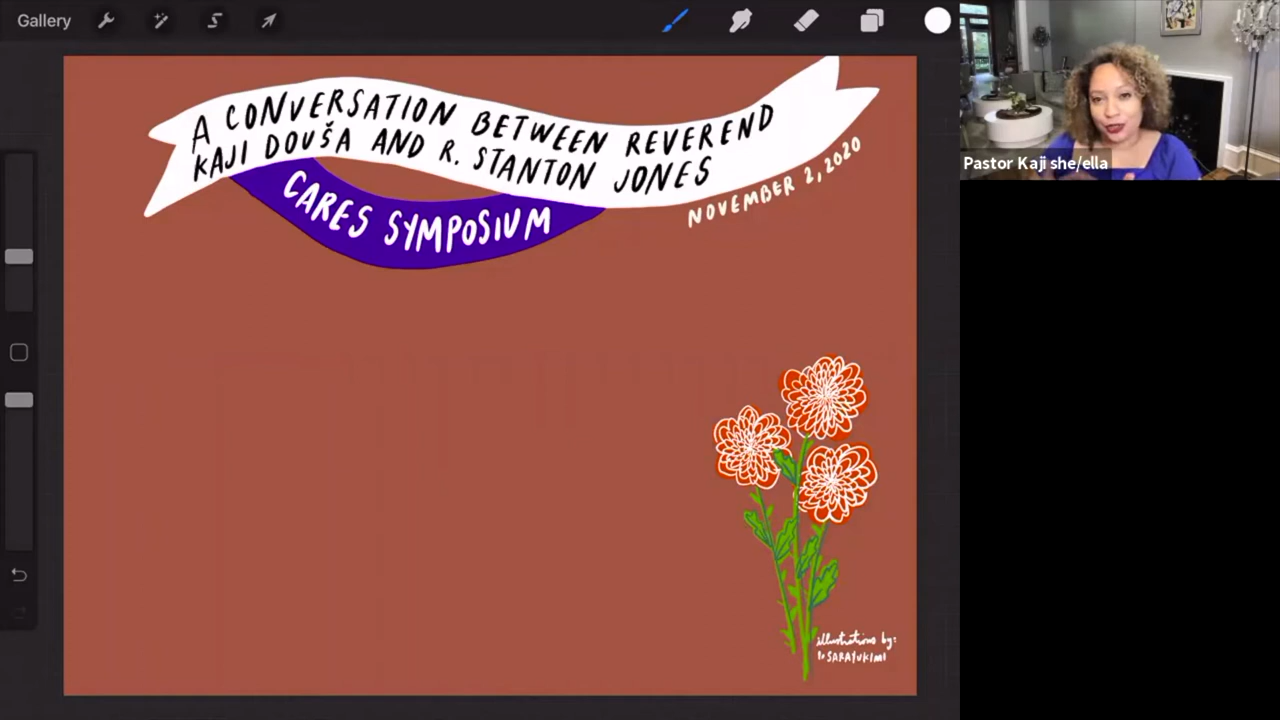 Gallery
A CONVERSATION BETWEEN REVEREND
KAJI DOUŠA AND R. STANTON JONES
CARES SYMPOSIUM
NOVEMBER 2, 2020
Pastor Kaji she/ella
illustrations by:
SARAYUKIMI